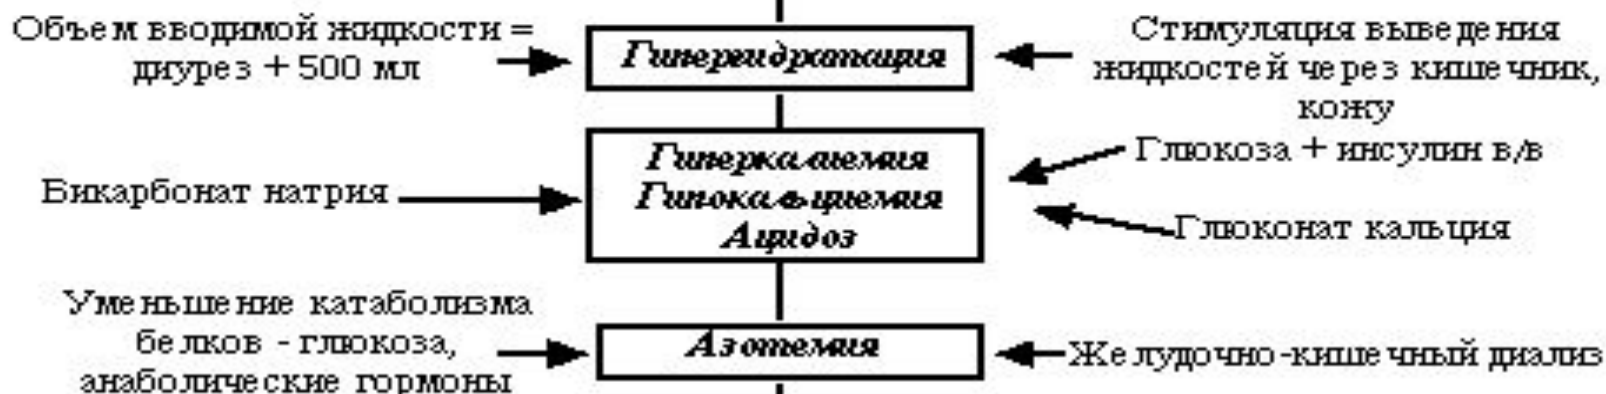 Объем вводимой жидкости =
диурез + 500 мл
Гипергидратация
Стимуляция выведения
жидкостей через кишечник,
кожу
Бикарбонат натрия
Гиперкалиемия
Гипокальциемия
Ацидоз
Глюкоза + инсулин в/в
Глюконат кальция
Уменьшение катаболизма
белков - глюкоза,
анаболические гормоны
Азотемия
Желудочно-кишечный диализ